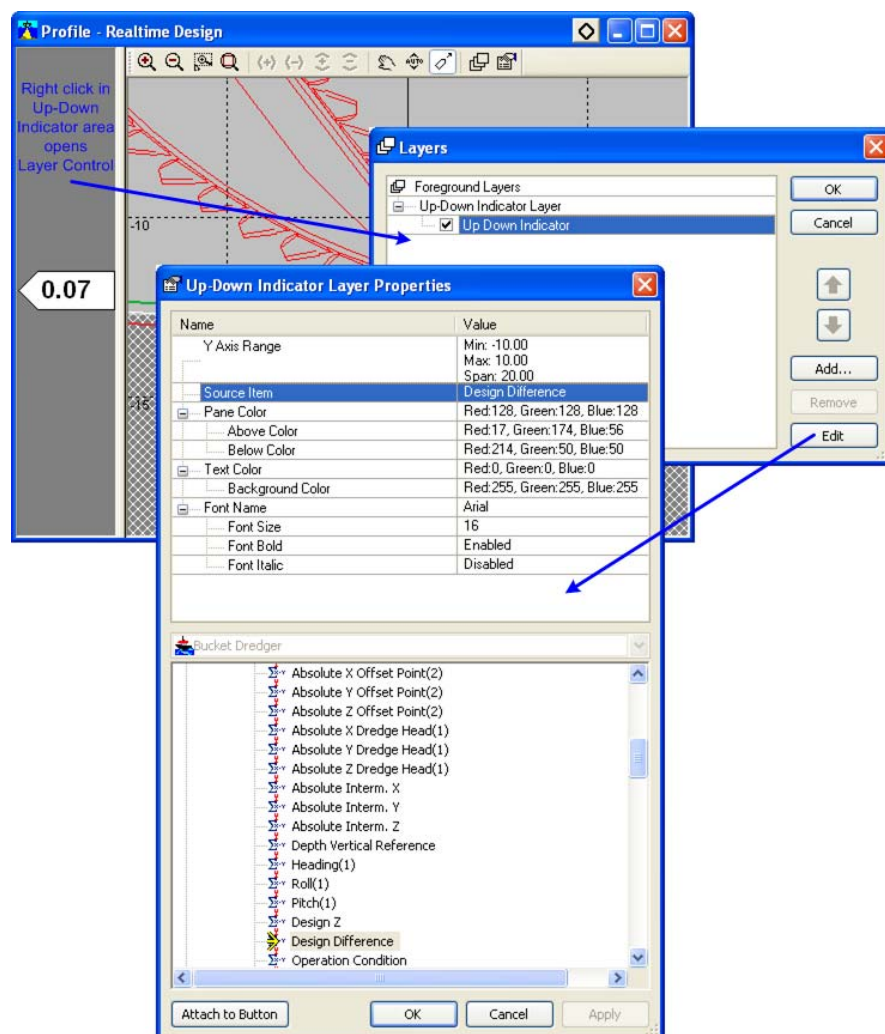 Profile - Realtime Design
Right click in
Up-Down
Indicator area
opens
Layer Control
-10
0.07
-15
Layers
Foreground Layers
Up-Down Indicator Layer
Up Down Indicator
OK
Cancel
Add...
Remove
Edit
Up-Down Indicator Layer Properties
Name Value
Y Axis Range Min: -10.00
Max: 10.00
Span: 20.00
Source Item Design Difference
Pane Color Red:128, Green:128, Blue:128
Above Color Red:17, Green:174, Blue:56
Below Color Red:214, Green:50, Blue:50
Text Color Red:0, Green:0, Blue:0
Background Color Red:255, Green:255, Blue:255
Font Name Arial
Font Size 16
Font Bold Enabled
Font Italic Disabled
Bucket Dredger
Absolute X Offset Point(2)
Absolute Y Offset Point(2)
Absolute Z Offset Point(2)
Absolute X Dredge Head(1)
Absolute Y Dredge Head(1)
Absolute Z Dredge Head(1)
Absolute Interm. X
Absolute Interm. Y
Absolute Interm. Z
Depth Vertical Reference
Heading(1)
Roll(1)
Pitch(1)
Design Z
Design Difference
Operation Condition
Attach to Button OK Cancel Apply